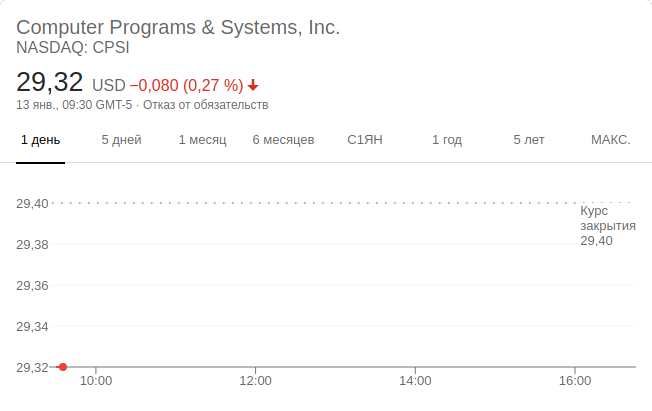 Computer Programs & Systems, Inc.
NASDAQ: CPSI
29,32 USD −0,080 (0,27 %)
13 янв., 09:30 GMT-5 · Отказ от обязательств
1 день 5 дней 1 месяц 6 месяцев С1ЯН 1 год 5 лет МАКС.
29,40
Курс
закрытия
29,40
29,38
29,36
29,34
29,32
10:00 12:00 14:00 16:00